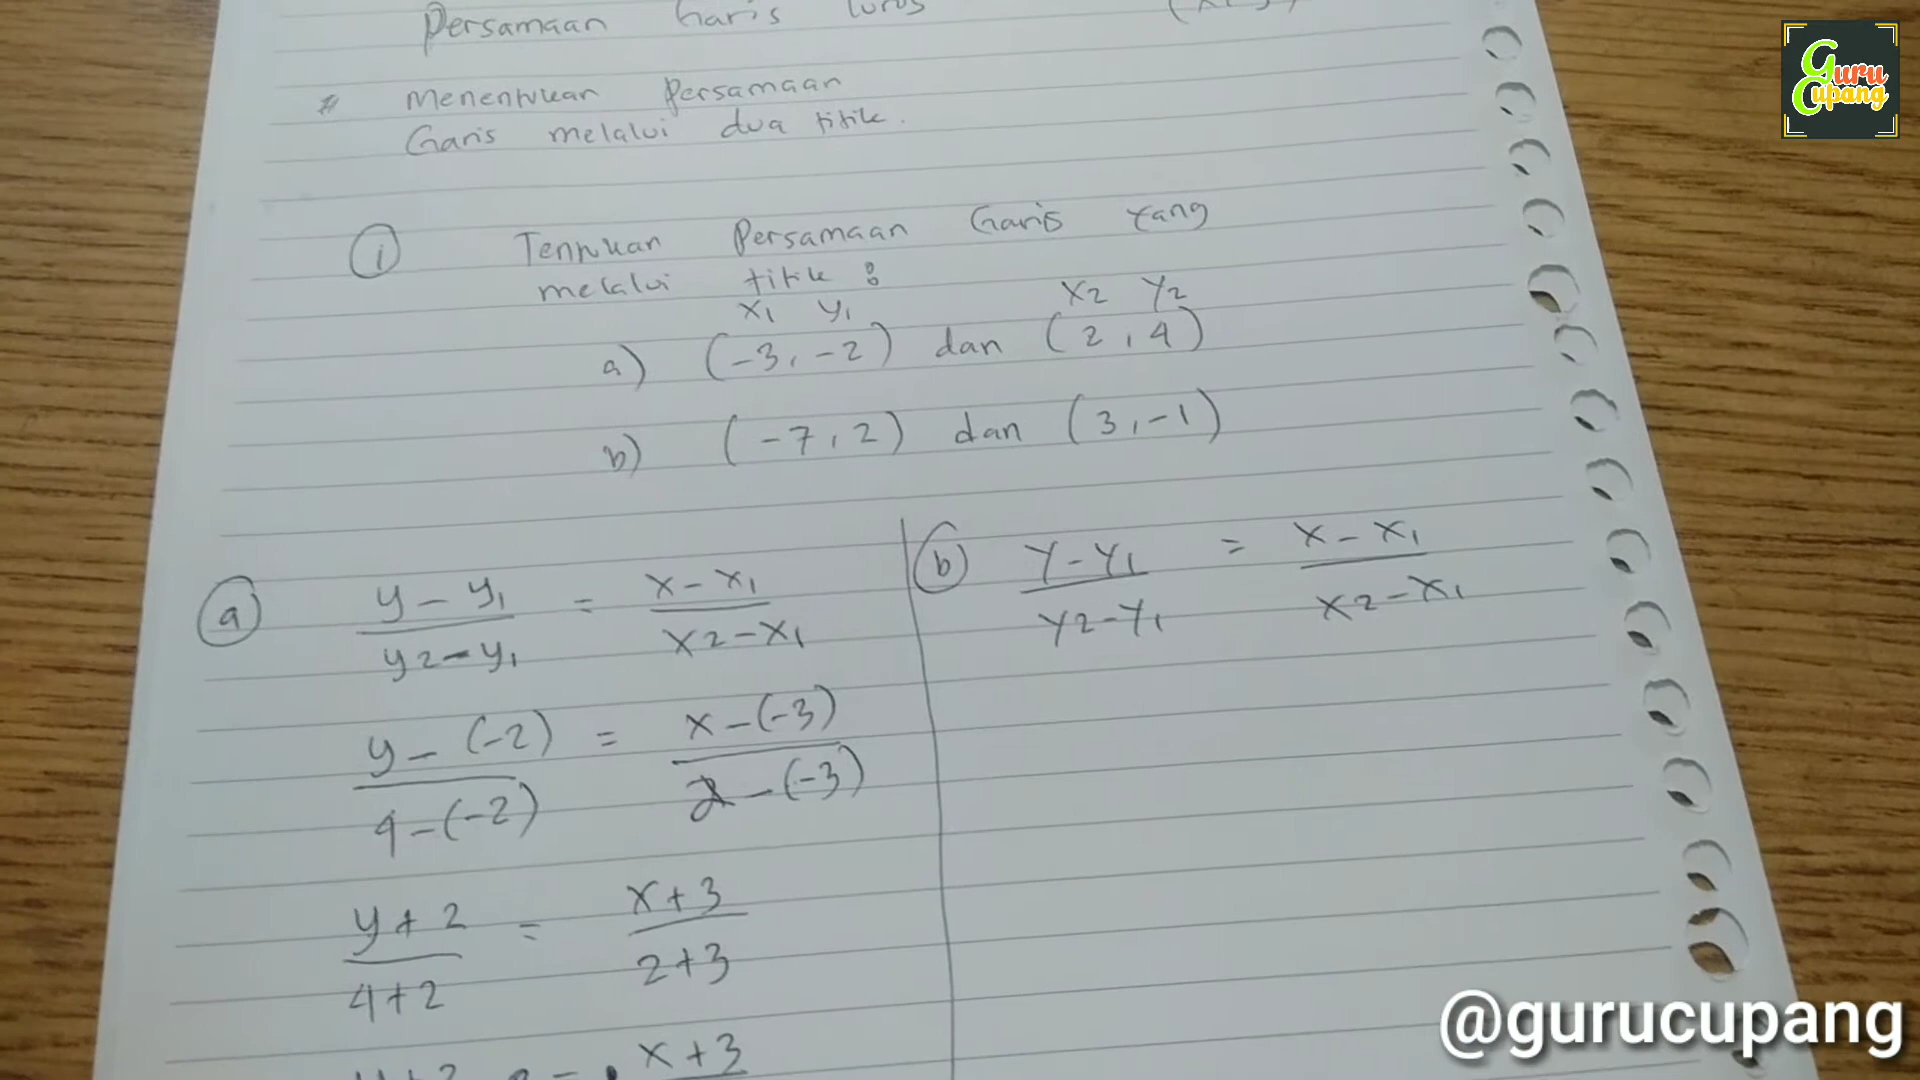 Persamaan Garis lurus
# Menentukan Persamaan
Garis melalui dua titik.
1 Tentukan Persamaan Garis Yang
melalui titik :
x1 y1 x2 y2
a) (-3, -2) dan (2, 4)
b) (-7, 2) dan (3, -1)
a y - y1 = x - x1
y2 - y1 x2 - x1
y - (-2) = x - (-3)
4 - (-2) 2 - (-3)
y + 2 = x + 3
4 + 2 2 + 3
x + 3
b y - y1 = x - x1
y2 - y1 x2 - x1
Guru
Cupang
@gurucupang